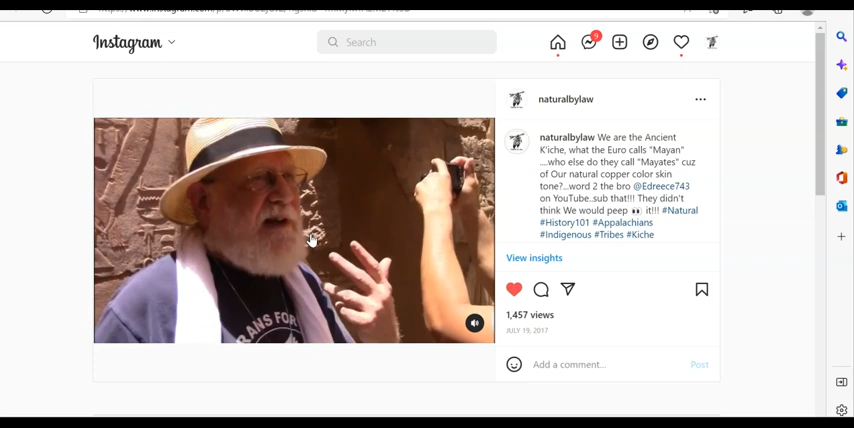 Instagram
Search
9
naturalbylaw
naturalbylaw We are the Ancient
K'iche, what the Euro calls "Mayan"
....who else do they call "Mayates" cuz
of Our natural copper color skin
tone?...word 2 the bro @Edreece743
on YouTube..sub that!!! They didn't
think We would peep 👀 it!!! #Natural
#History101 #Appalachians
#Indigenous #Tribes #Kiche
RANS FOR
View insights
1,457 views
JULY 19, 2017
Add a comment...
Post